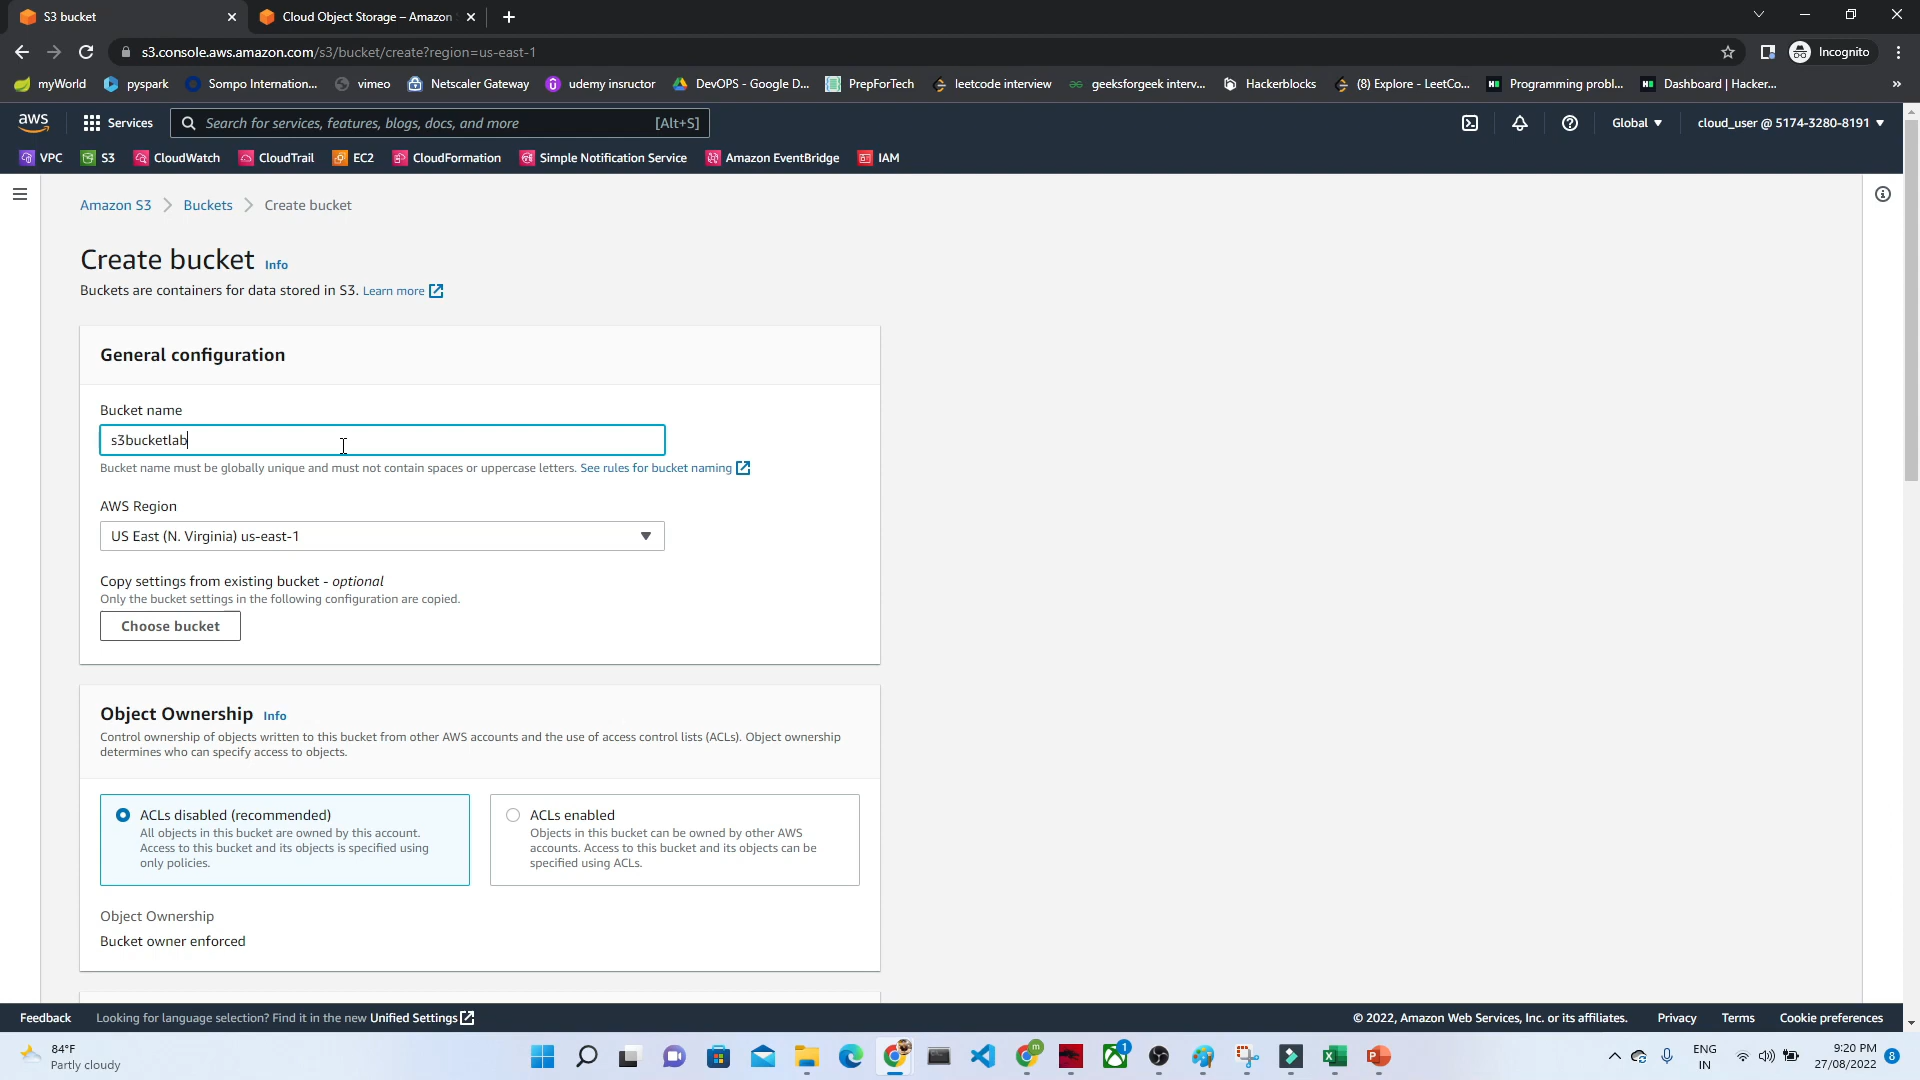 S3 bucket
Cloud Object Storage – Amazon
s3.console.aws.amazon.com/s3/bucket/create?region=us-east-1
Incognito
myWorld
pyspark
Sompo Internation...
vimeo
Netscaler Gateway
udemy insructor
DevOPS - Google D...
PrepForTech
leetcode interview
geeksforgeek interv...
Hackerblocks
(8) Explore - LeetCo...
Programming probl...
Dashboard | Hacker...
»
aws
Services
Search for services, features, blogs, docs, and more
[Alt+S]
Global
cloud_user @ 5174-3280-8191
VPC
S3
CloudWatch
CloudTrail
EC2
CloudFormation
Simple Notification Service
Amazon EventBridge
IAM
Amazon S3
Buckets
Create bucket
Create bucket Info
Buckets are containers for data stored in S3. Learn more
General configuration
Bucket name
s3bucketlab
Bucket name must be globally unique and must not contain spaces or uppercase letters. See rules for bucket naming
AWS Region
US East (N. Virginia) us-east-1
Copy settings from existing bucket - optional
Only the bucket settings in the following configuration are copied.
Choose bucket
Object Ownership Info
Control ownership of objects written to this bucket from other AWS accounts and the use of access control lists (ACLs). Object ownership
determines who can specify access to objects.
ACLs disabled (recommended)
All objects in this bucket are owned by this account.
Access to this bucket and its objects is specified using
only policies.
ACLs enabled
Objects in this bucket can be owned by other AWS
accounts. Access to this bucket and its objects can be
specified using ACLs.
Object Ownership
Bucket owner enforced
Feedback
Looking for language selection? Find it in the new Unified Settings
© 2022, Amazon Web Services, Inc. or its affiliates.
Privacy
Terms
Cookie preferences
84°F
Partly cloudy
m
1
ENG
IN
9:20 PM
27/08/2022
8